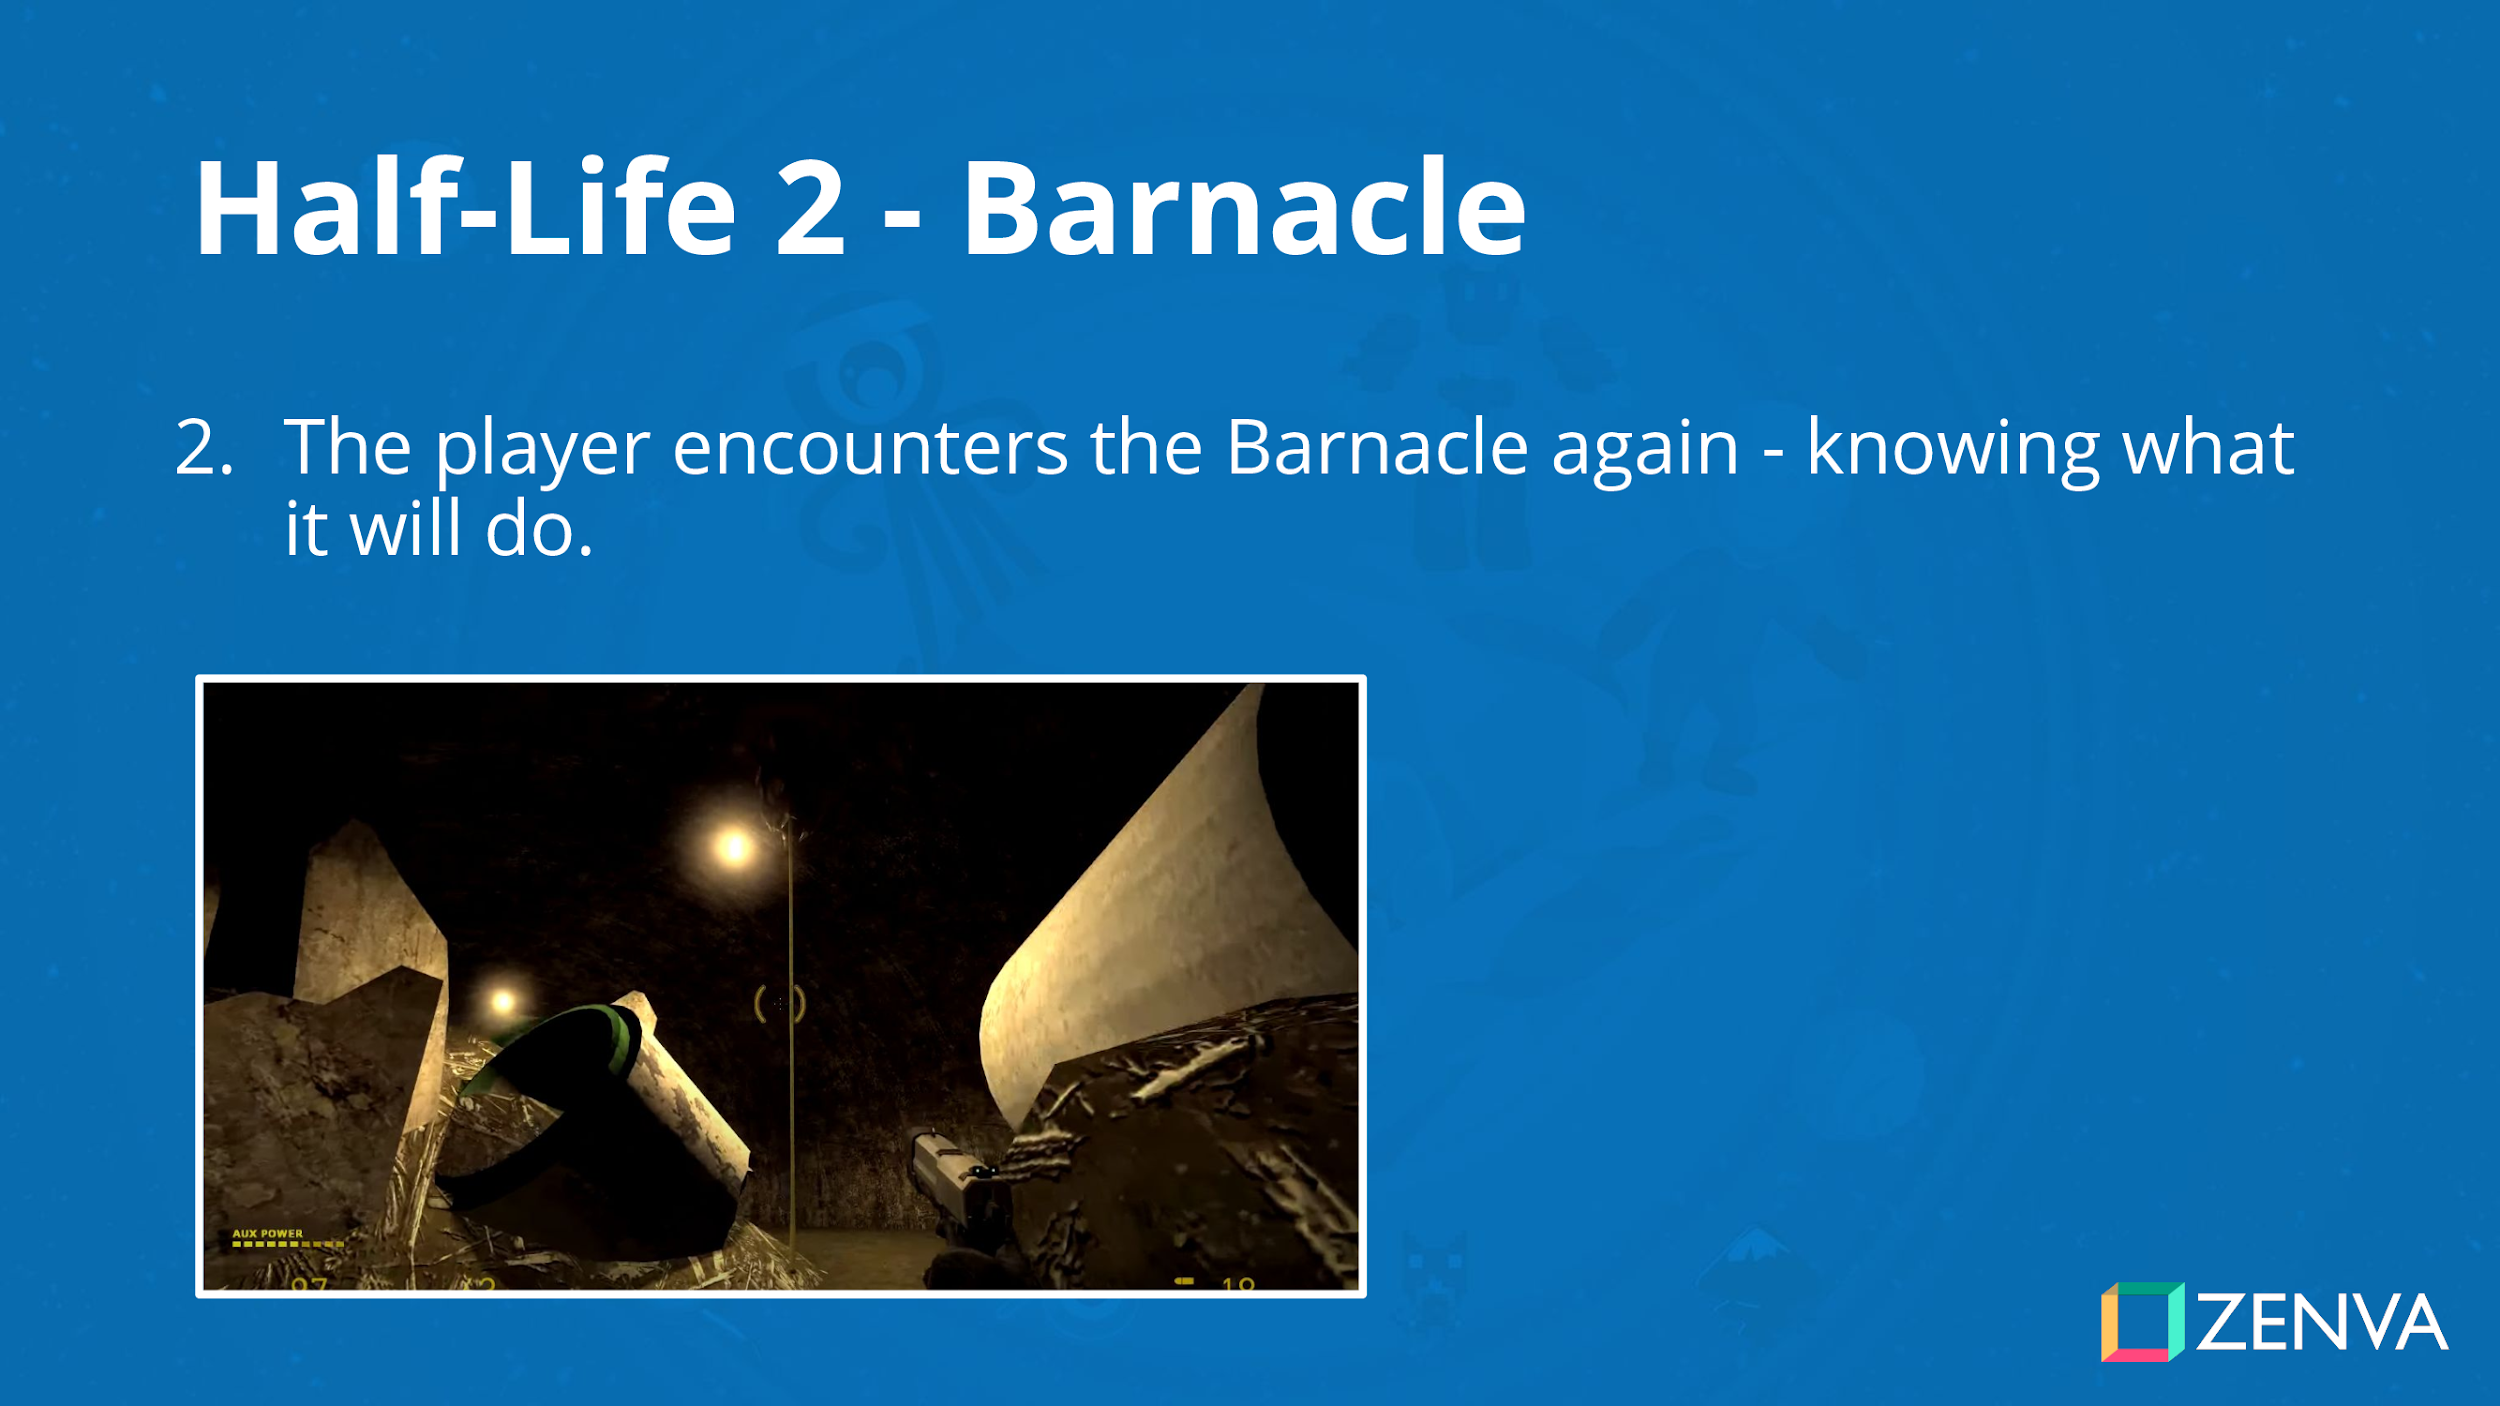 Half-Life 2 - Barnacle
2. The player encounters the Barnacle again - knowing what
it will do.
AUX POWER
ZENVA